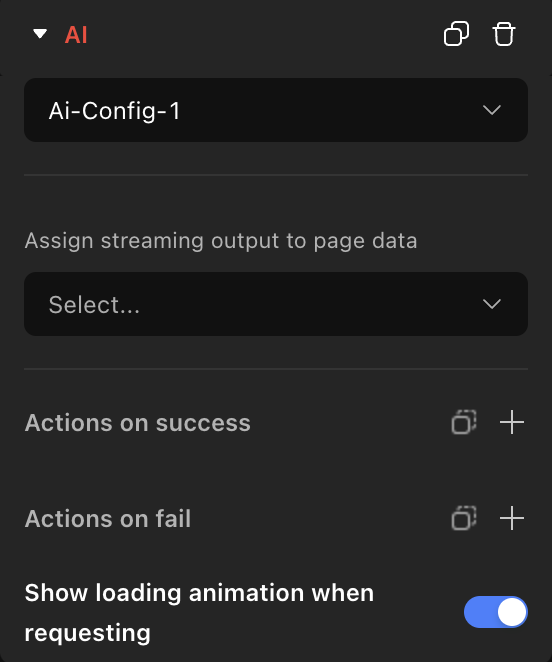 AI
Ai-Config-1
Assign streaming output to page data
Select...
Actions on success
Actions on fail
Show loading animation when
requesting